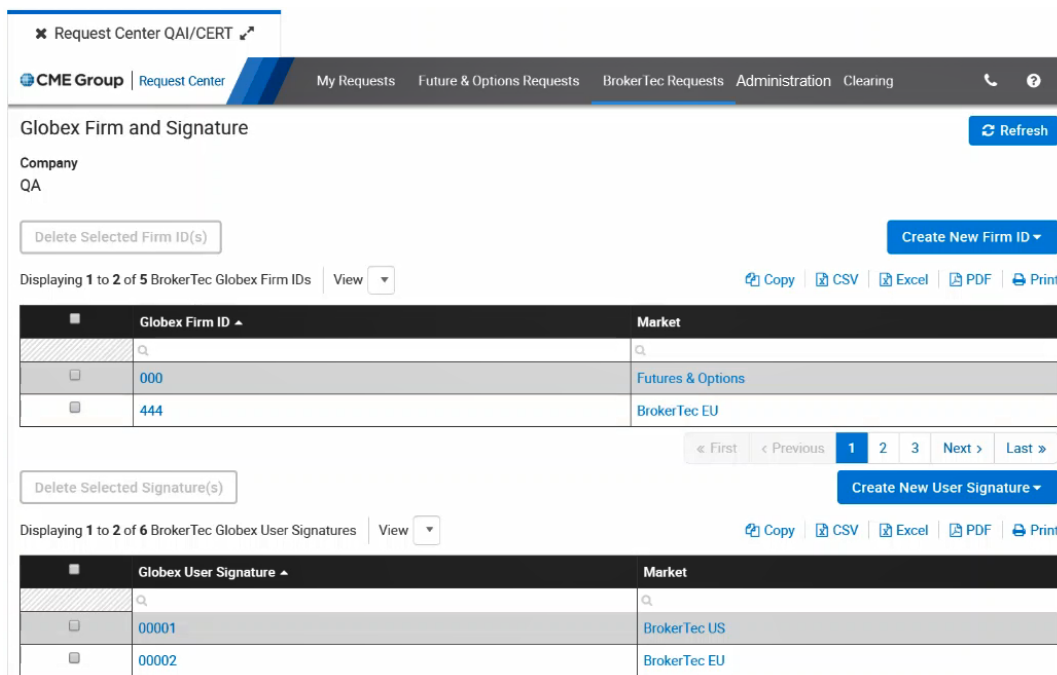 Request Center QAI/CERT
CME Group Request Center My Requests Future & Options Requests BrokerTec Requests Administration Clearing
Globex Firm and Signature
Refresh
Company
QA
Delete Selected Firm ID(s)
Create New Firm ID
Displaying 1 to 2 of 5 BrokerTec Globex Firm IDs View
Copy CSV Excel PDF Print
Globex Firm ID Market
000 Futures & Options
444 BrokerTec EU
« First ‹ Previous 1 2 3 Next › Last »
Delete Selected Signature(s)
Create New User Signature
Displaying 1 to 2 of 6 BrokerTec Globex User Signatures View
Copy CSV Excel PDF Print
Globex User Signature Market
00001 BrokerTec US
00002 BrokerTec EU